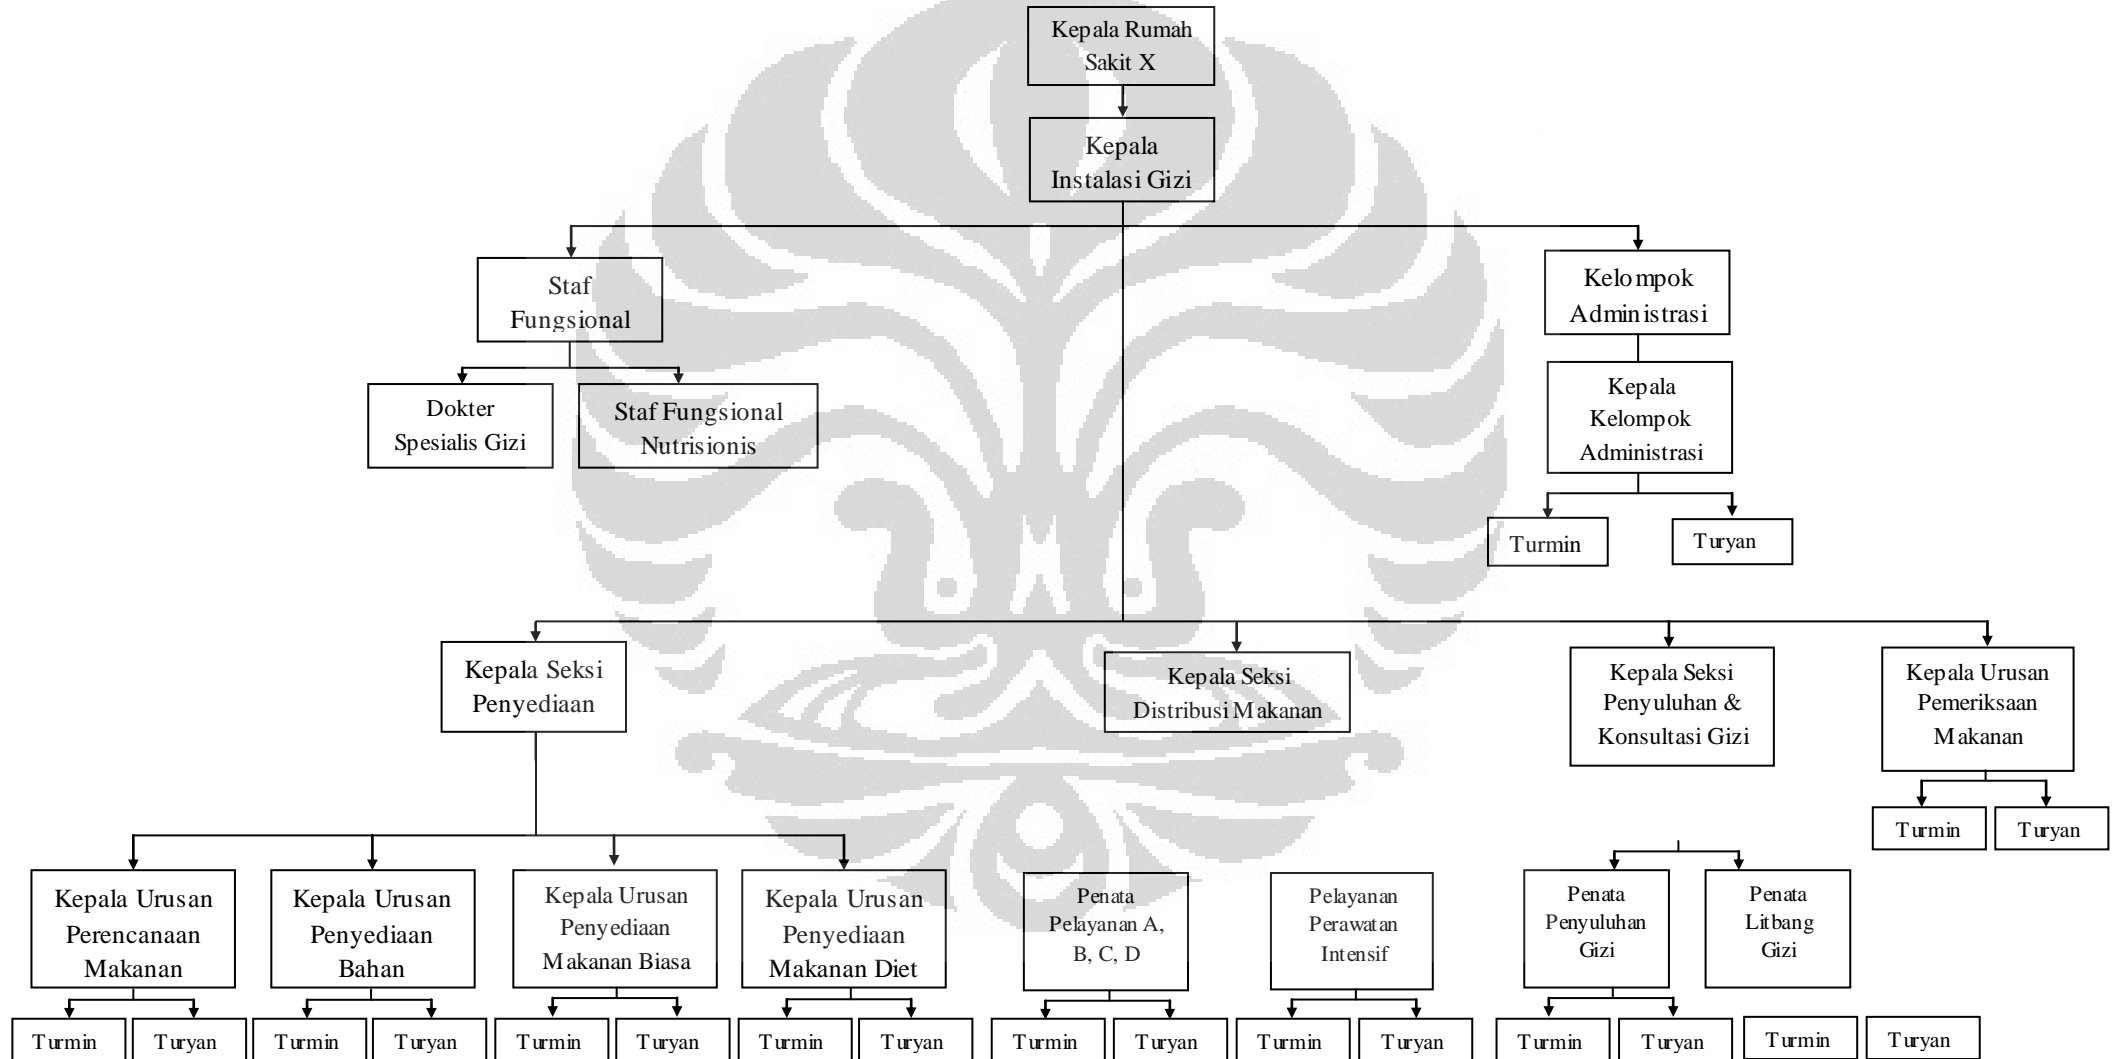 Kepala Rumah
Sakit X
Kepala
Instalasi Gizi
Staf
Fungsional
Kelompok
Administrasi
Dokter
Spesialis Gizi
Staf Fungsional
Nutrisionis
Kepala
Kelompok
Administrasi
Turmin
Turyan
Kepala Seksi
Penyediaan
Kepala Seksi
Distribusi Makanan
Kepala Seksi
Penyuluhan &
Konsultasi Gizi
Kepala Urusan
Pemeriksaan
Makanan
Turmin
Turyan
Kepala Urusan
Perencanaan
Makanan
Kepala Urusan
Penyediaan
Bahan
Kepala Urusan
Penyediaan
Makanan Biasa
Kepala Urusan
Penyediaan
Makanan Diet
Penata
Pelayanan A,
B, C, D
Pelayanan
Perawatan
Intensif
Penata
Penyuluhan
Gizi
Penata
Litbang
Gizi
Turmin
Turyan
Turmin
Turyan
Turmin
Turyan
Turmin
Turyan
Turmin
Turyan
Turmin
Turyan
Turmin
Turyan
Turmin
Turyan